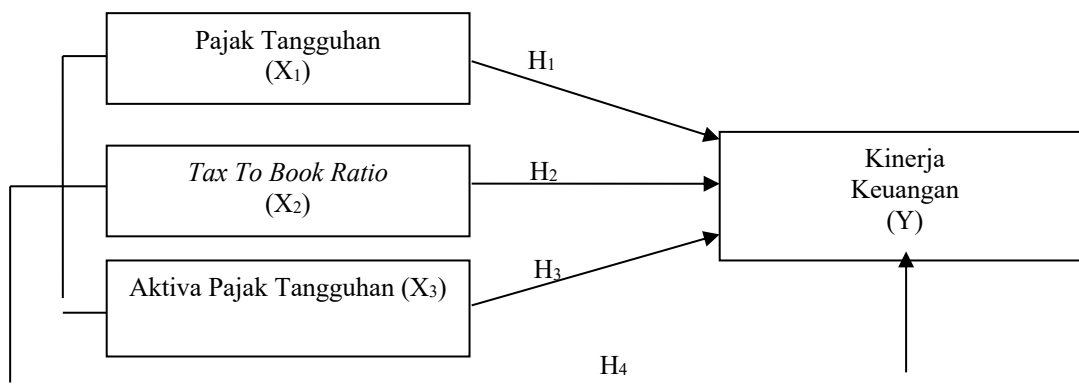 Pajak Tangguhan
(X1)
H1
Tax To Book Ratio
(X2)
H2
Kinerja
Keuangan
(Y)
Aktiva Pajak Tangguhan (X3)
H3
H4